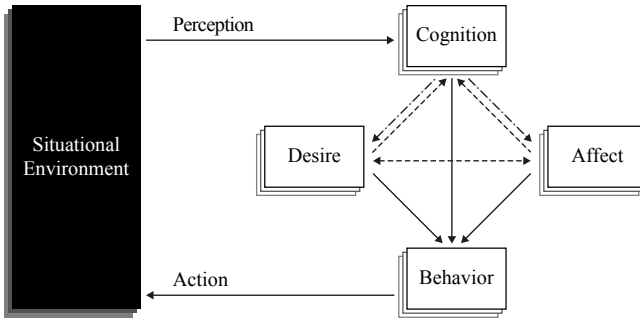 Perception
Cognition
Situational
Environment
Desire
Affect
Action
Behavior